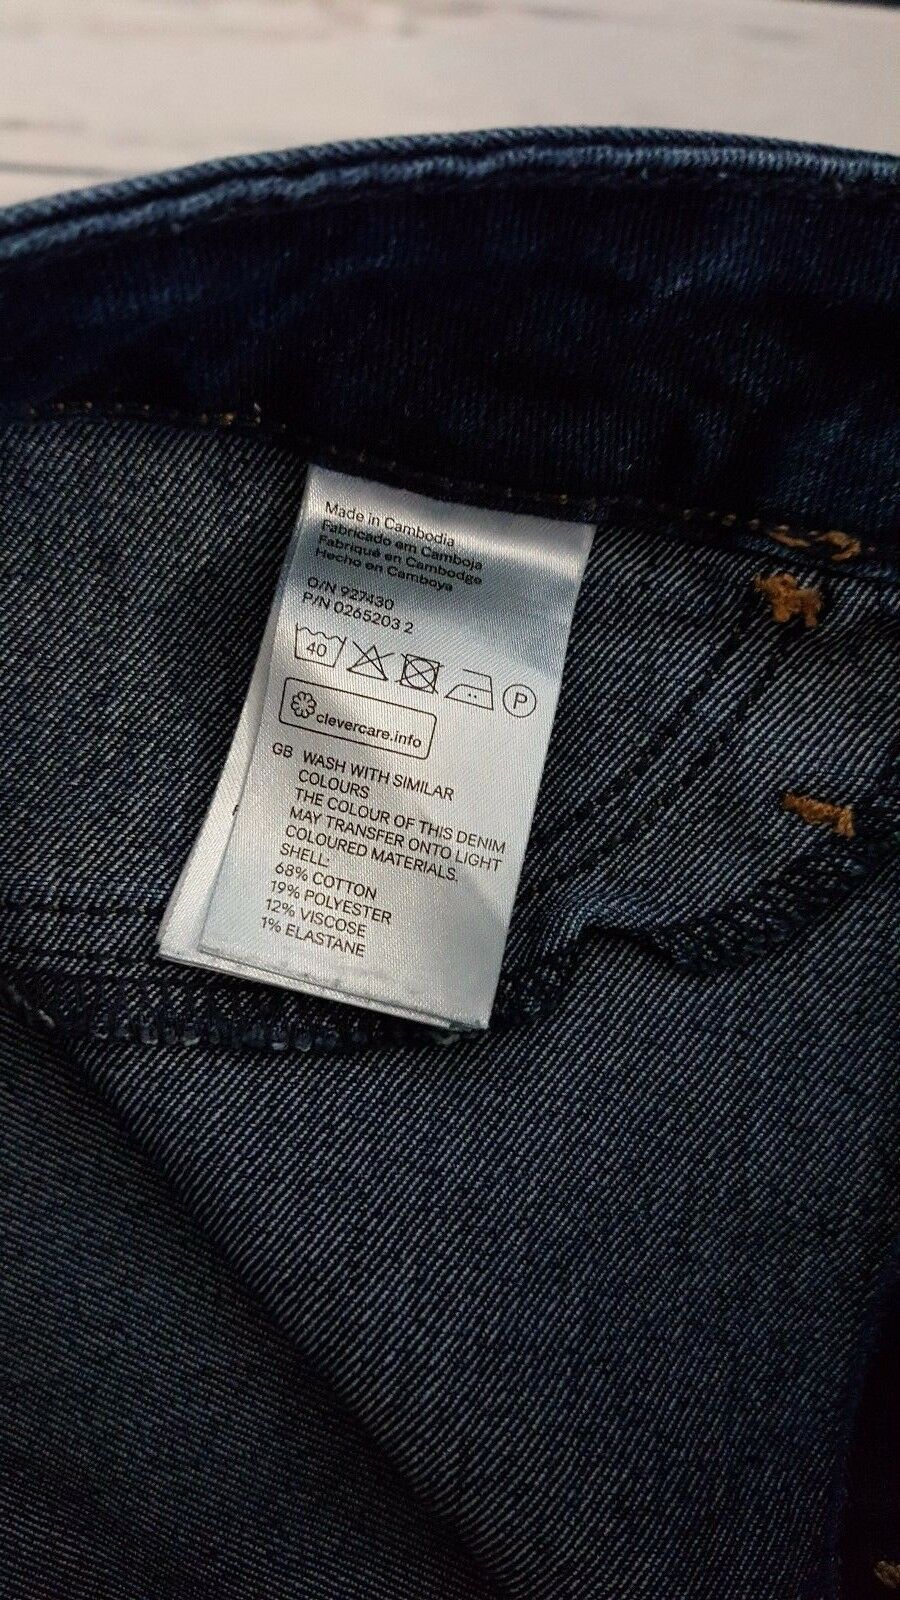 Made in Cambodia
Fabricado em Camboja
Fabriqué en Cambodge
Hecho en Camboya
O/N 927430
P/N 0265203 2
40 P
clevercare.info
GB WASH WITH SIMILAR
COLOURS
THE COLOUR OF THIS DENIM
MAY TRANSFER ONTO LIGHT
COLOURED MATERIALS.
SHELL:
68% COTTON
19% POLYESTER
12% VISCOSE
1% ELASTANE